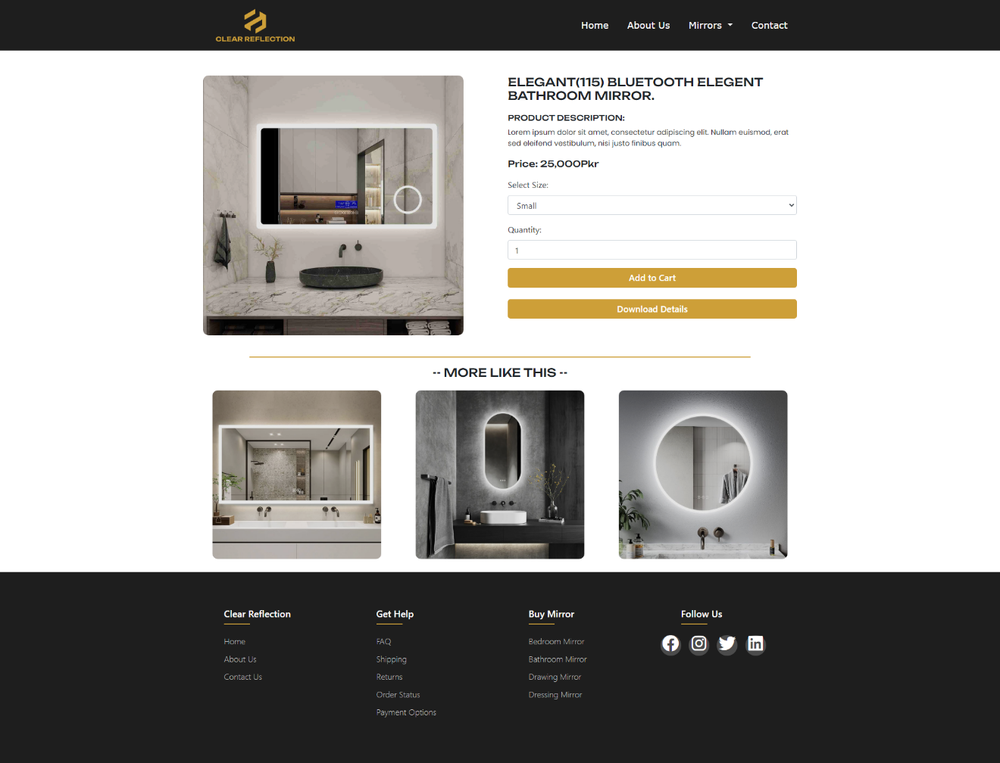 CLEAR REFLECTION
Home
About Us
Mirrors
Contact
ELEGANT(115) BLUETOOTH ELEGENT
BATHROOM MIRROR.
PRODUCT DESCRIPTION:
Lorem ipsum dolor sit amet, consectetur adipiscing elit. Nullam euismod, erat
sed eleifend vestibulum, nisi justo finibus quam.
Price: 25,000Pkr
Select Size:
Small
Quantity:
1
Add to Cart
Download Details
-- MORE LIKE THIS --
Clear Reflection
Home
About Us
Contact Us
Get Help
FAQ
Shipping
Returns
Order Status
Payment Options
Buy Mirror
Bedroom Mirror
Bathroom Mirror
Drawing Mirror
Dressing Mirror
Follow Us